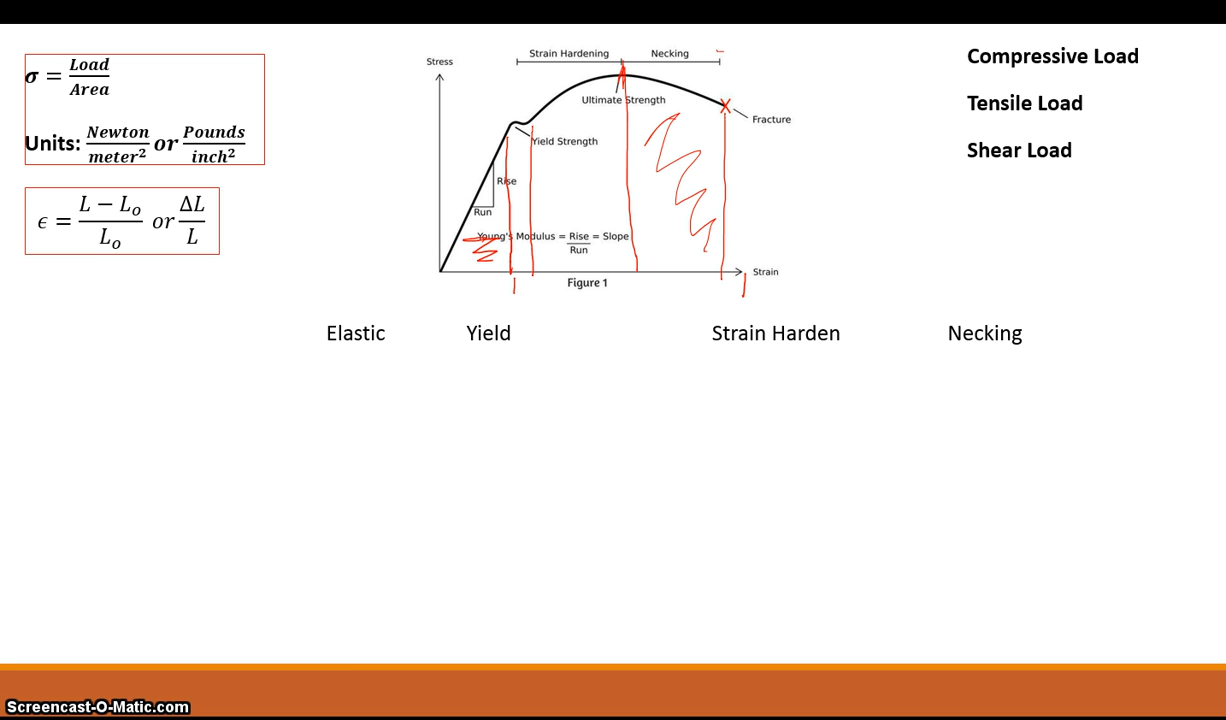 σ = Load / Area
Units: Newton / meter² or Pounds / inch²
ϵ = L − Lₒ / Lₒ or ΔL / L
Strain Hardening Necking
Stress
Ultimate Strength
Fracture
Yield Strength
Rise
Run
Young's Modulus = Rise / Run = Slope
Strain
Figure 1
Compressive Load
Tensile Load
Shear Load
Elastic Yield Strain Harden Necking
Screencast-O-Matic.com